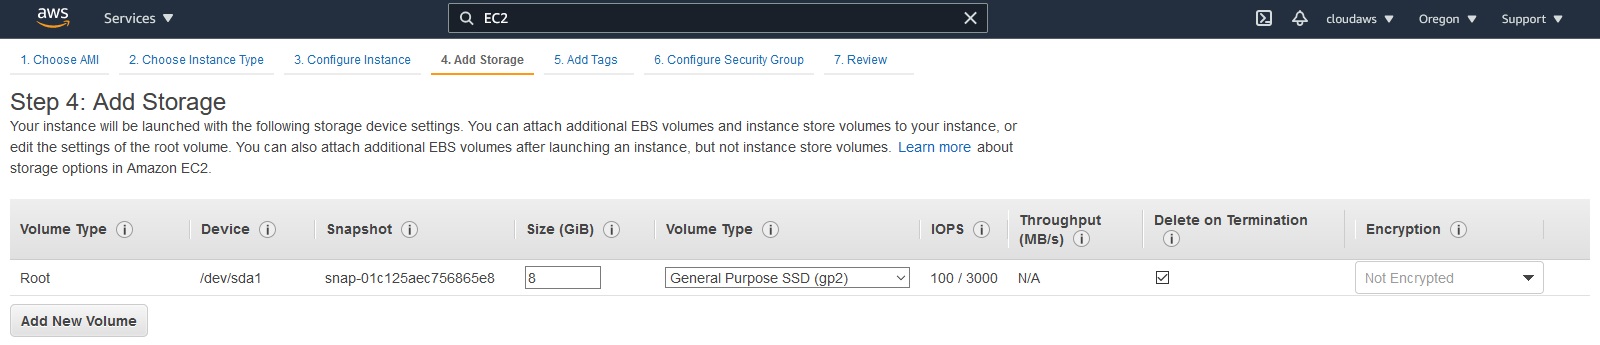 aws Services EC2 cloudaws Oregon Support
1. Choose AMI 2. Choose Instance Type 3. Configure Instance 4. Add Storage 5. Add Tags 6. Configure Security Group 7. Review
Step 4: Add Storage
Your instance will be launched with the following storage device settings. You can attach additional EBS volumes and instance store volumes to your instance, or
edit the settings of the root volume. You can also attach additional EBS volumes after launching an instance, but not instance store volumes. Learn more about
storage options in Amazon EC2.
Volume Type i Device i Snapshot i Size (GiB) i Volume Type i IOPS i Throughput (MB/s) i Delete on Termination i Encryption i
Root /dev/sda1 snap-01c125aec756865e8 8 General Purpose SSD (gp2) 100 / 3000 N/A Not Encrypted
Add New Volume